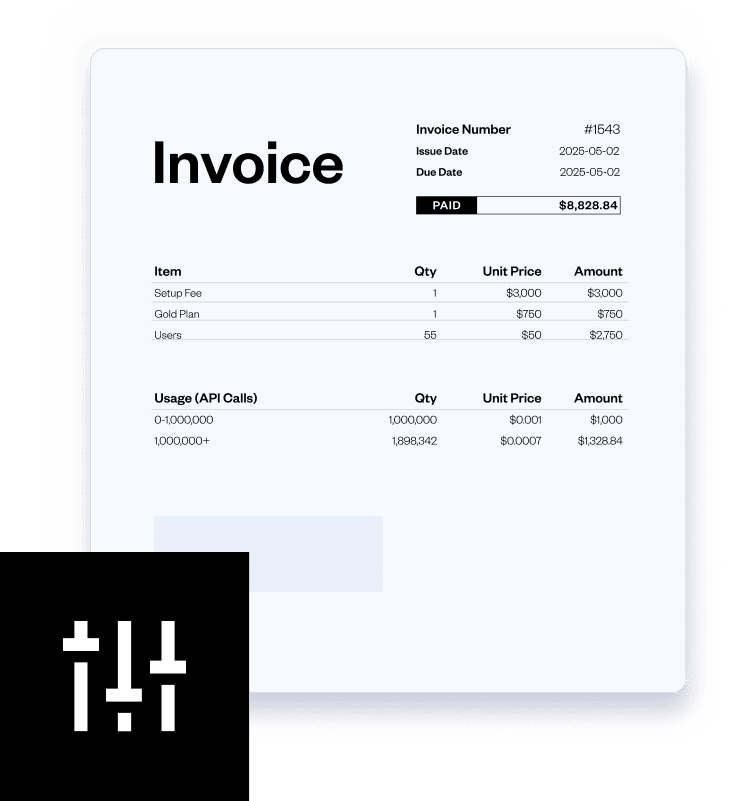 Invoice
Invoice Number #1543
Issue Date 2025-05-02
Due Date 2025-05-02
PAID $8,828.84
Item Qty Unit Price Amount
Setup Fee 1 $3,000 $3,000
Gold Plan 1 $750 $750
Users 55 $50 $2,750
Usage (API Calls) Qty Unit Price Amount
0-1,000,000 1,000,000 $0.001 $1,000
1,000,000+ 1,898,342 $0.0007 $1,328.84